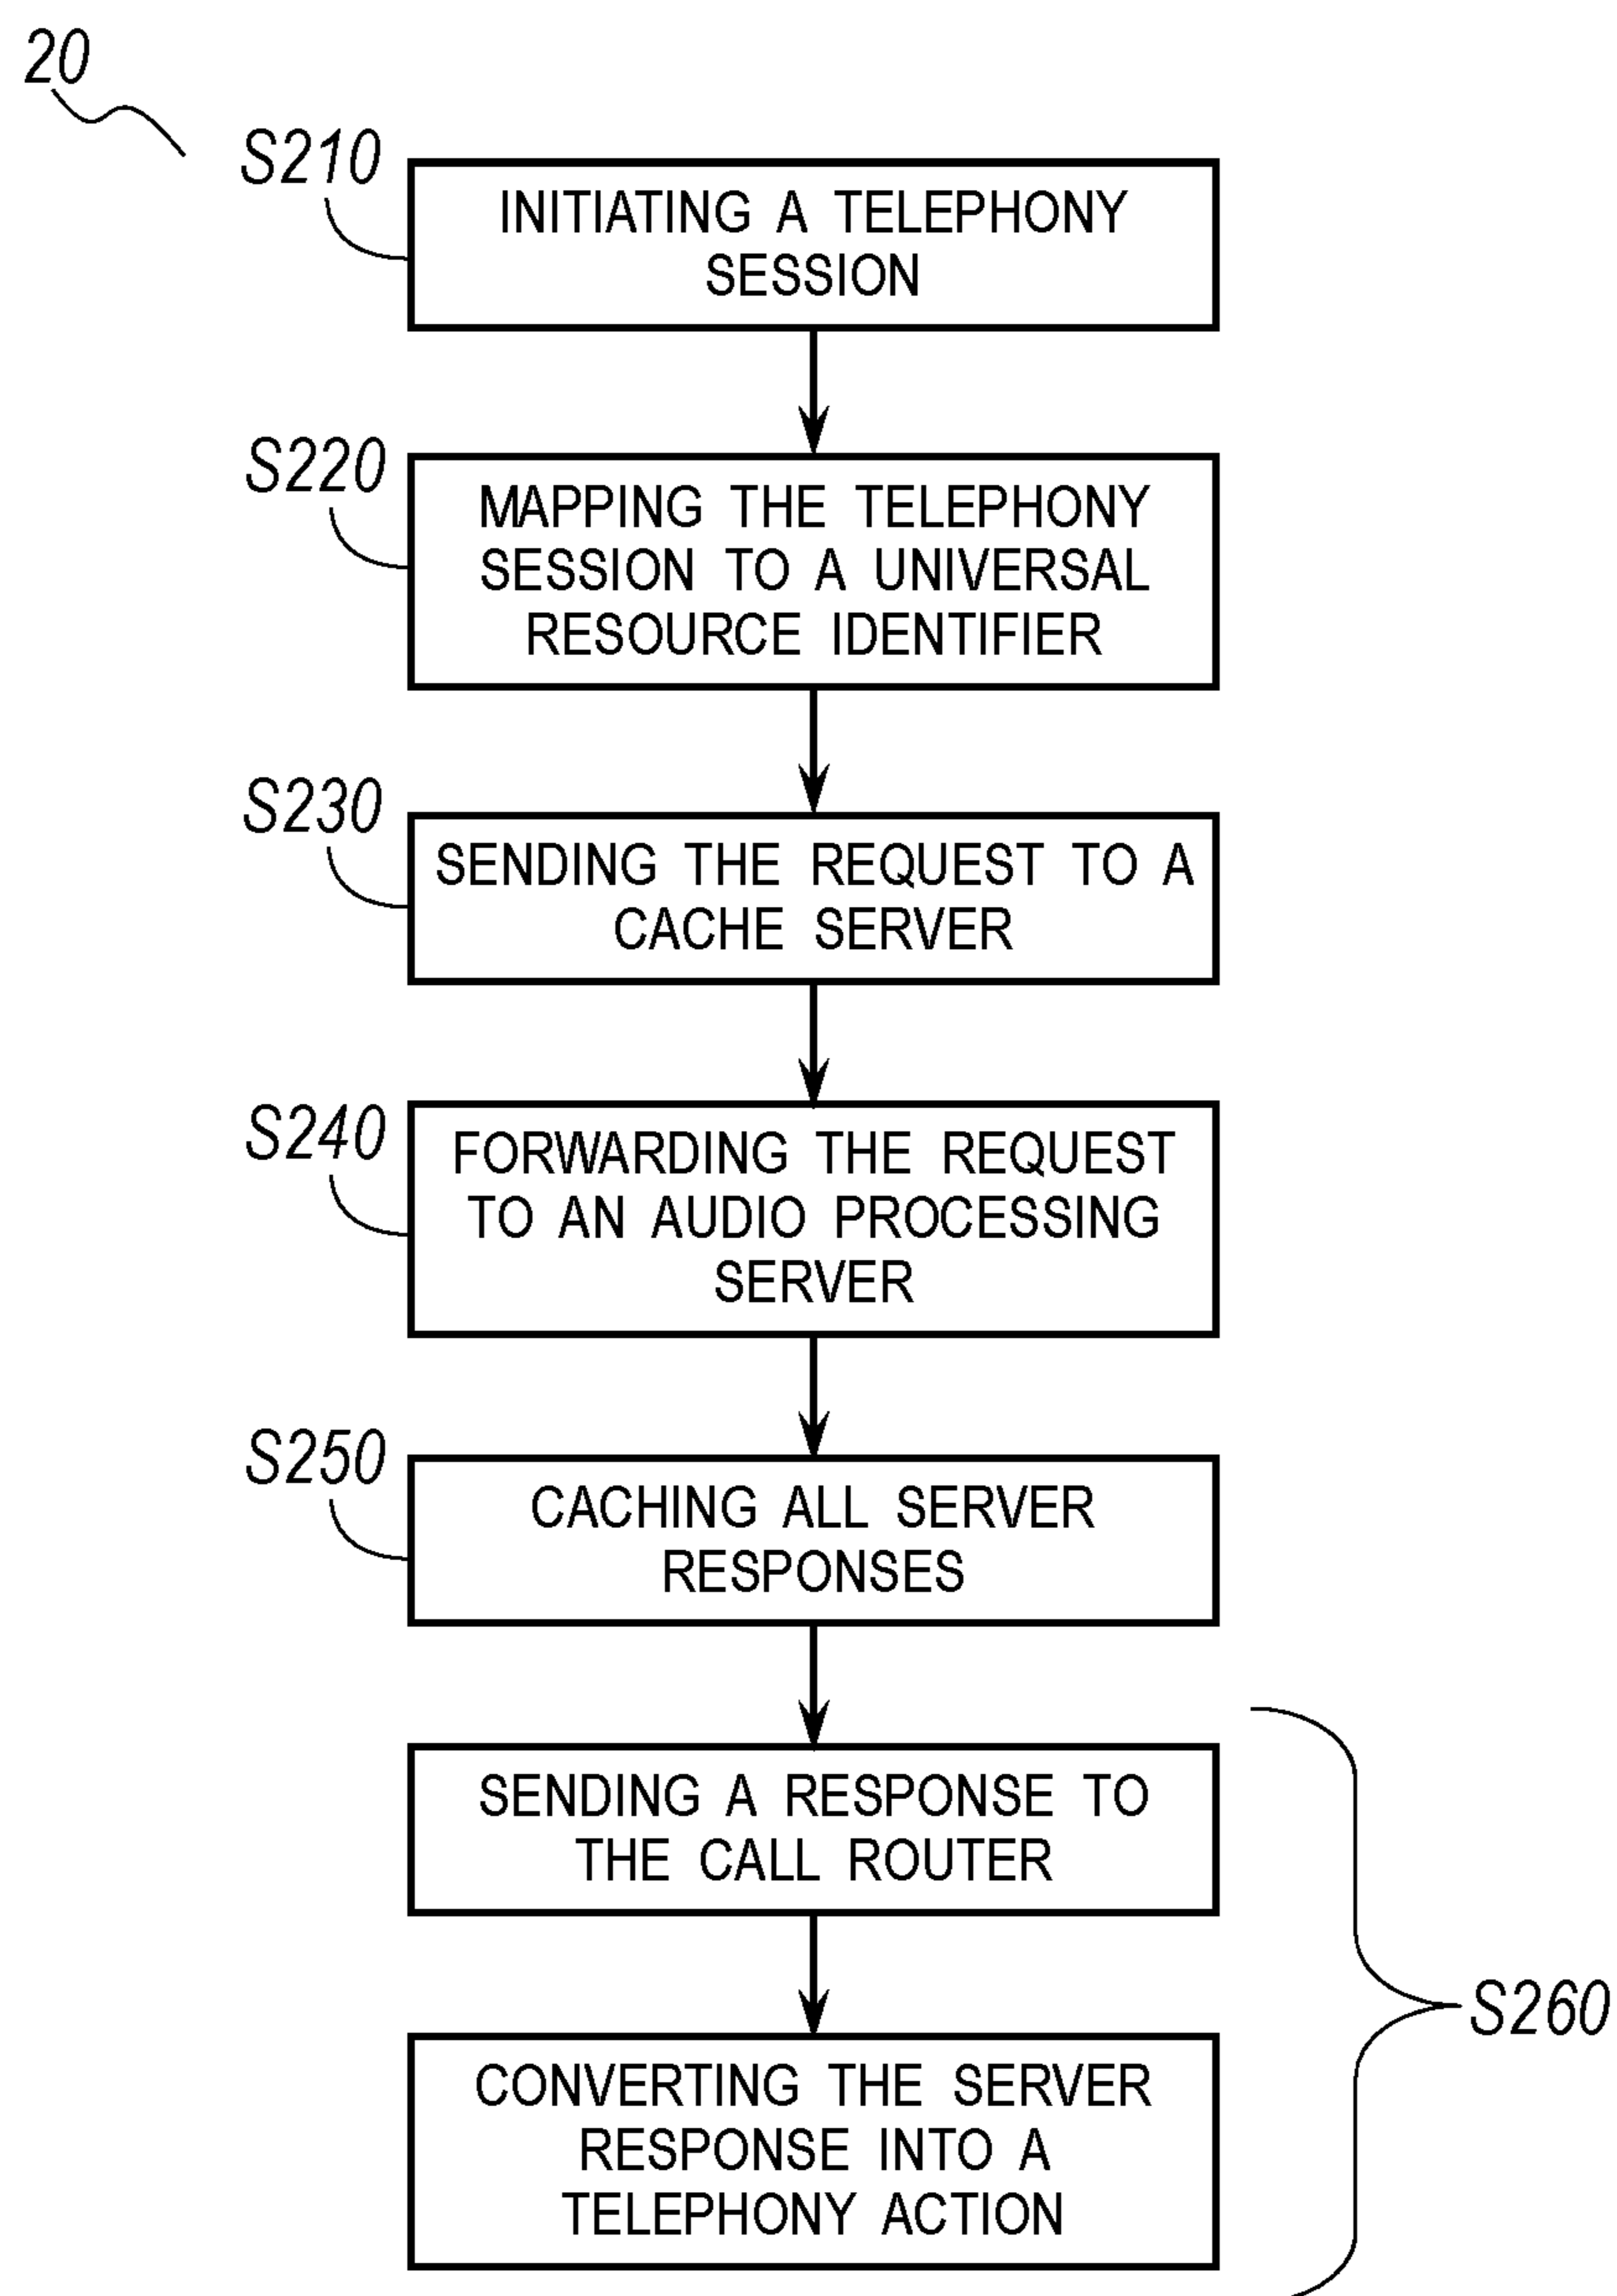 20
S210
INITIATING A TELEPHONY
SESSION
S220
MAPPING THE TELEPHONY
SESSION TO A UNIVERSAL
RESOURCE IDENTIFIER
S230
SENDING THE REQUEST TO A
CACHE SERVER
S240
FORWARDING THE REQUEST
TO AN AUDIO PROCESSING
SERVER
S250
CACHING ALL SERVER
RESPONSES
SENDING A RESPONSE TO
THE CALL ROUTER
S260
CONVERTING THE SERVER
RESPONSE INTO A
TELEPHONY ACTION